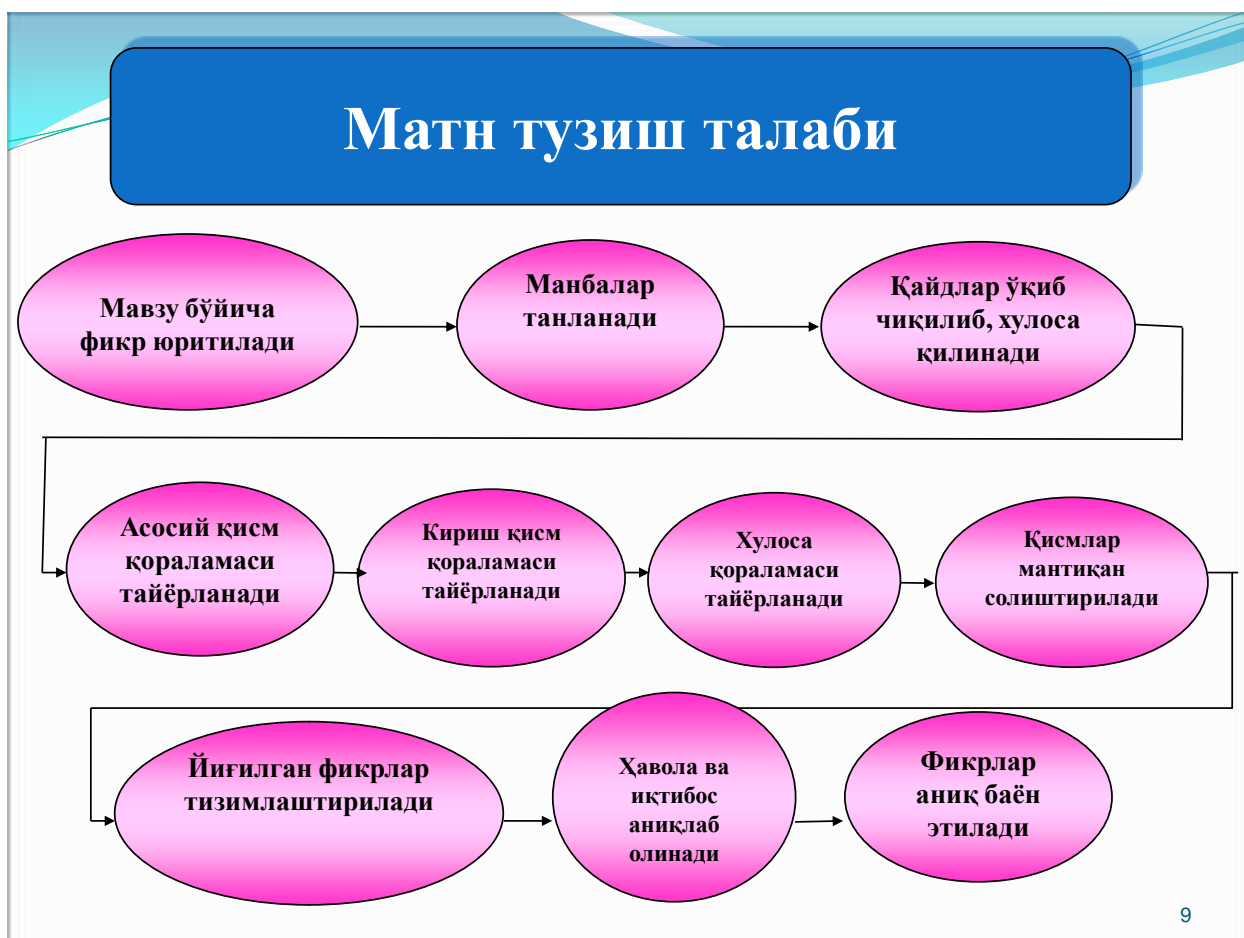 Матн тузиш талаби
Мавзу бўйича
фикр юритилади
Манбалар
танланади
Қайдлар ўқиб
чиқилиб, хулоса
қилинади
Асосий қисм
қораламаси
тайёрланади
Кириш қисм
қораламаси
тайёрланади
Хулоса
қораламаси
тайёрланади
Қисмлар
мантиқан
солиштирилади
Йиғилган фикрлар
тизимлаштирилади
Ҳавола ва
иқтибос
аниқлаб
олинади
Фикрлар
аниқ баён
этилади
9